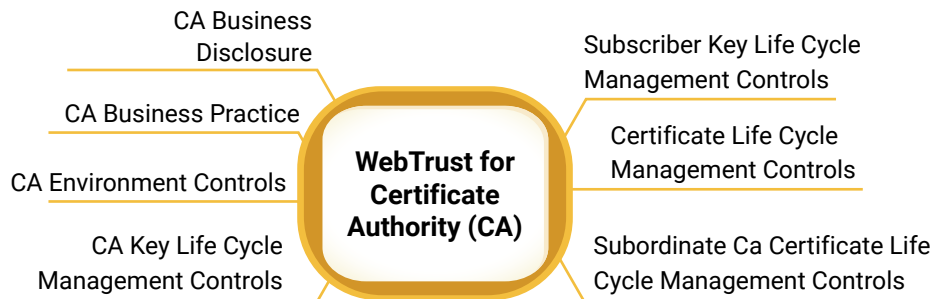 CA Business
Disclosure
CA Business Practice
CA Environment Controls
CA Key Life Cycle
Management Controls
WebTrust for
Certificate
Authority (CA)
Subscriber Key Life Cycle
Management Controls
Certificate Life Cycle
Management Controls
Subordinate Ca Certificate Life
Cycle Management Controls